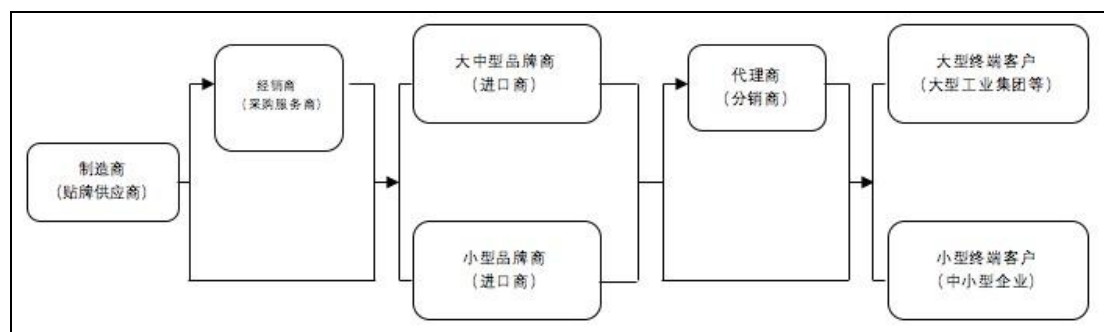 制造商
（贴牌供应商）
经销商
（采购服务商）
大中型品牌商
（进口商）
小型品牌商
（进口商）
代理商
（分销商）
大型终端客户
（大型工业集团等）
小型终端客户
（中小型企业）